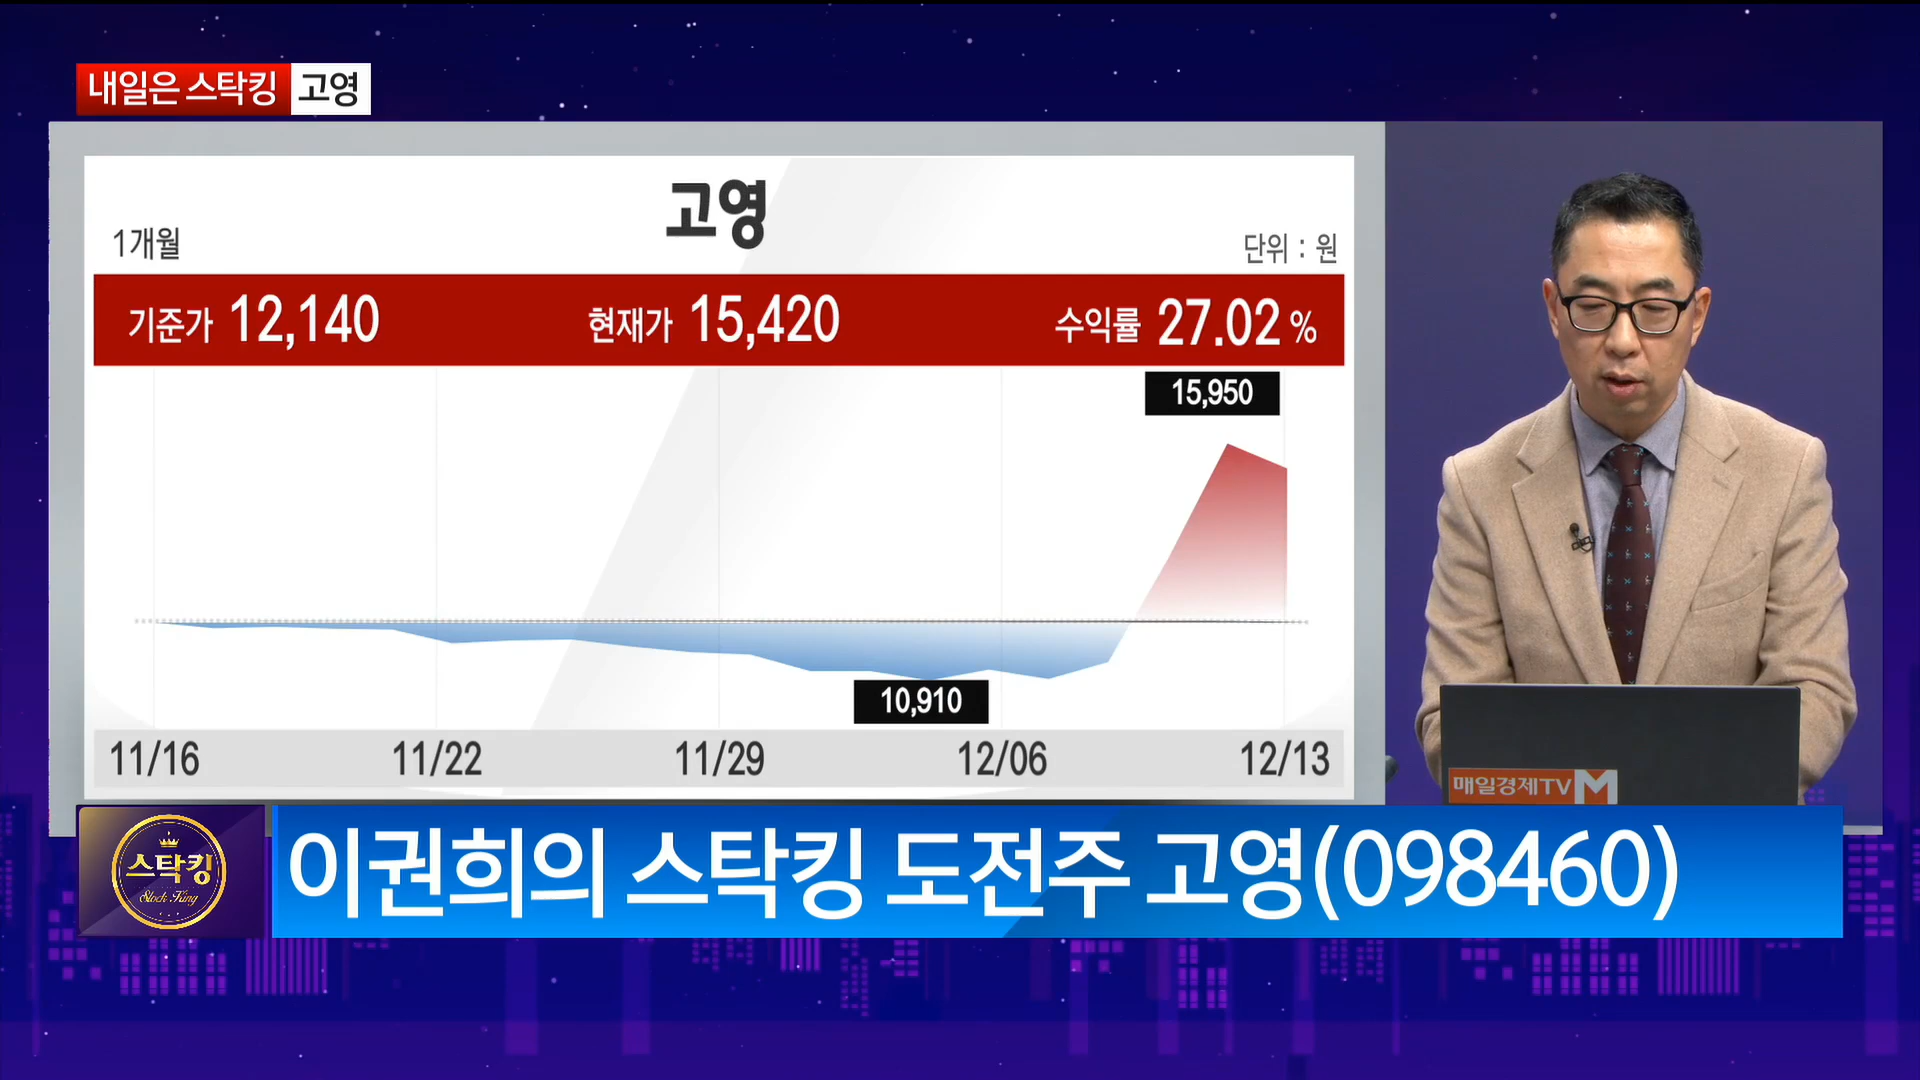 내일은 스탁킹 고영
고영
1개월
단위 : 원
기준가 12,140 현재가 15,420 수익률 27.02 %
15,950
10,910
11/16 11/22 11/29 12/06 12/13
매일경제TV M
스탁킹
Stock King
이권희의 스탁킹 도전주 고영(098460)